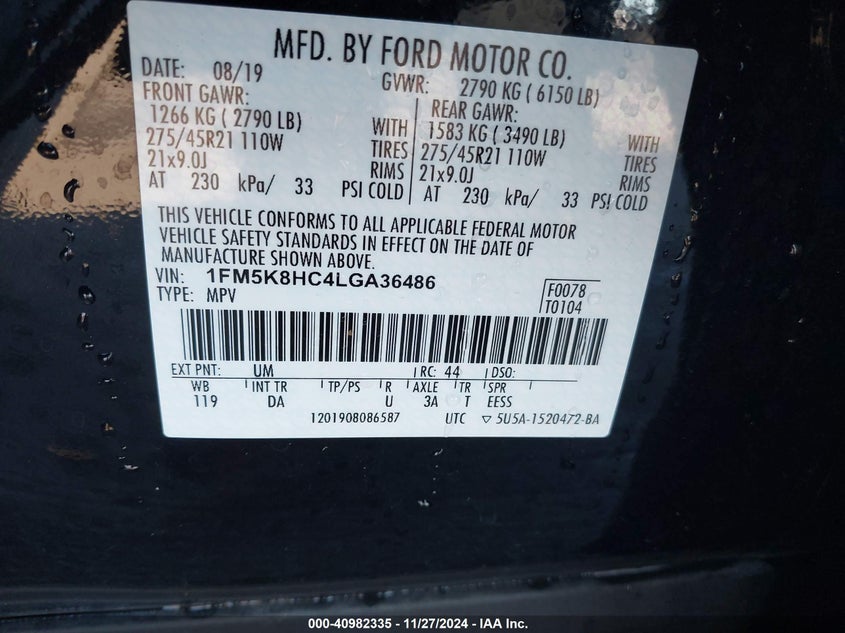 MFD. BY FORD MOTOR CO.
DATE: 08/19 GVWR: 2790 KG ( 6150 LB)
FRONT GAWR: REAR GAWR:
1266 KG ( 2790 LB) WITH 1583 KG ( 3490 LB) WITH
275/45R21 110W TIRES 275/45R21 110W TIRES
21x9.0J RIMS 21x9.0J RIMS
AT 230 kPa/ 33 PSI COLD AT 230 kPa/ 33 PSI COLD
THIS VEHICLE CONFORMS TO ALL APPLICABLE FEDERAL MOTOR
VEHICLE SAFETY STANDARDS IN EFFECT ON THE DATE OF
MANUFACTURE SHOWN ABOVE.
VIN: 1FM5K8HC4LGA36486
TYPE: MPV
F0078
T0104
EXT PNT: UM RC: 44 DSO:
WB INT TR TP/PS R AXLE TR SPR
119 DA U 3A T EESS
1201908086587 UTC ▽ 5U5A-1520472-BA
000-40982335 - 11/27/2024 - IAA Inc.